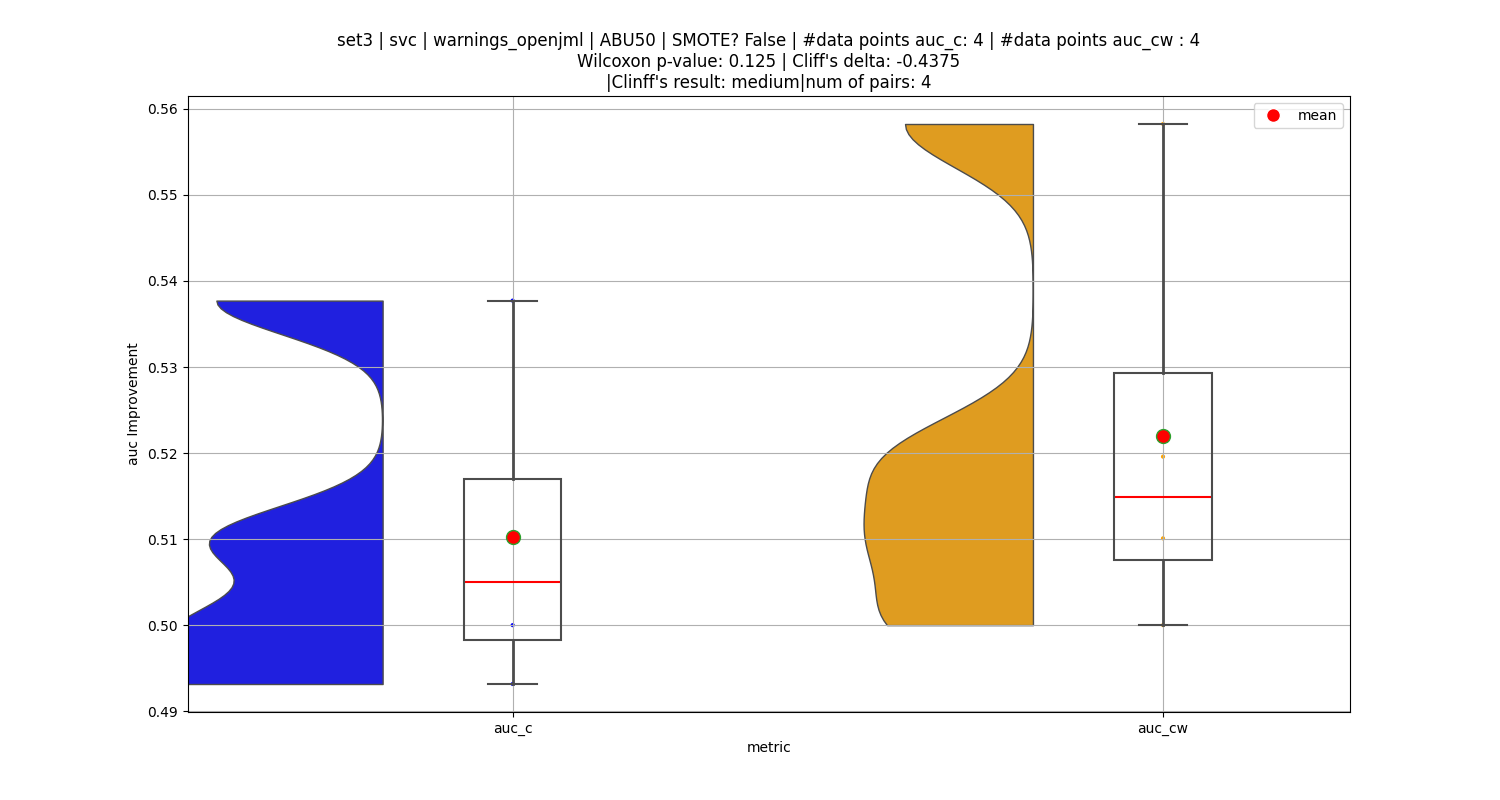 set3 | svc | warnings_openjml | ABU50 | SMOTE? False | #data points auc_c: 4 | #data points auc_cw : 4
Wilcoxon p-value: 0.125 | Cliff's delta: -0.4375
|Clinff's result: medium|num of pairs: 4
mean
0.56
0.55
0.54
0.53
0.52
0.51
0.50
0.49
auc Improvement
auc_c
auc_cw
metric